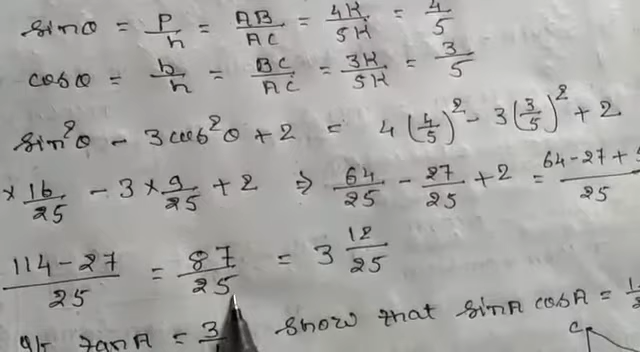 sinθ = P/h = AB/AC = 4K/5K = 4/5
cosθ = b/h = BC/AC = 3K/5K = 3/5
sin²θ - 3cos²θ + 2 = 4(4/5)² - 3(3/5)² + 2
× 16/25 - 3 × 9/25 + 2 ⇒ 64/25 - 27/25 + 2 = 64-27+/25
114-27/25 = 87/25 = 3 12/25
If tanA = 3/ show that sinA cosA = 1
C